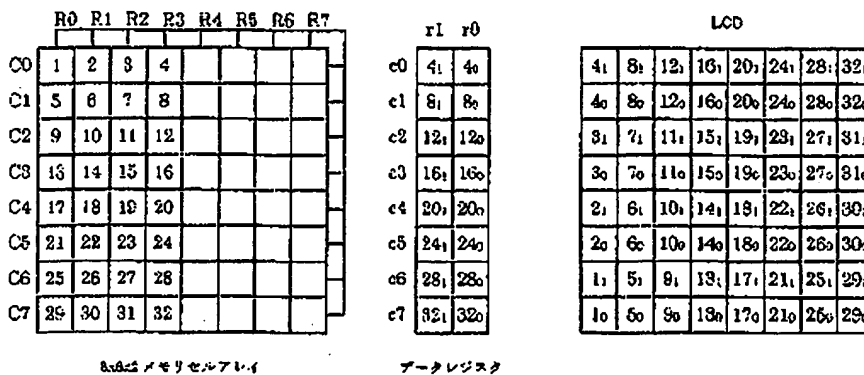 R0 R1 R2 R3 R4 R5 R6 R7
C0 1 2 3 4
C1 5 6 7 8
C2 9 10 11 12
C3 13 14 15 16
C4 17 18 19 20
C5 21 22 23 24
C6 25 26 27 28
C7 29 30 31 32
8x8x2 メモリセルアレイ
r1 r0
c0 4₁ 4₀
c1 8₁ 8₀
c2 12₁ 12₀
c3 16₁ 16₀
c4 20₁ 20₀
c5 24₁ 24₀
c6 28₁ 28₀
c7 32₁ 32₀
データレジスタ
LCD
4₁ 8₁ 12₁ 16₁ 20₁ 24₁ 28₁ 32₁
4₀ 8₀ 12₀ 16₀ 20₀ 24₀ 28₀ 32₀
3₁ 7₁ 11₁ 15₁ 19₁ 23₁ 27₁ 31₁
3₀ 7₀ 11₀ 15₀ 19₀ 23₀ 27₀ 31₀
2₁ 6₁ 10₁ 14₁ 18₁ 22₁ 26₁ 30₁
2₀ 6₀ 10₀ 14₀ 18₀ 22₀ 26₀ 30₀
1₁ 5₁ 9₁ 13₁ 17₁ 21₁ 25₁ 29₁
1₀ 5₀ 9₀ 13₀ 17₀ 21₀ 25₀ 29₀